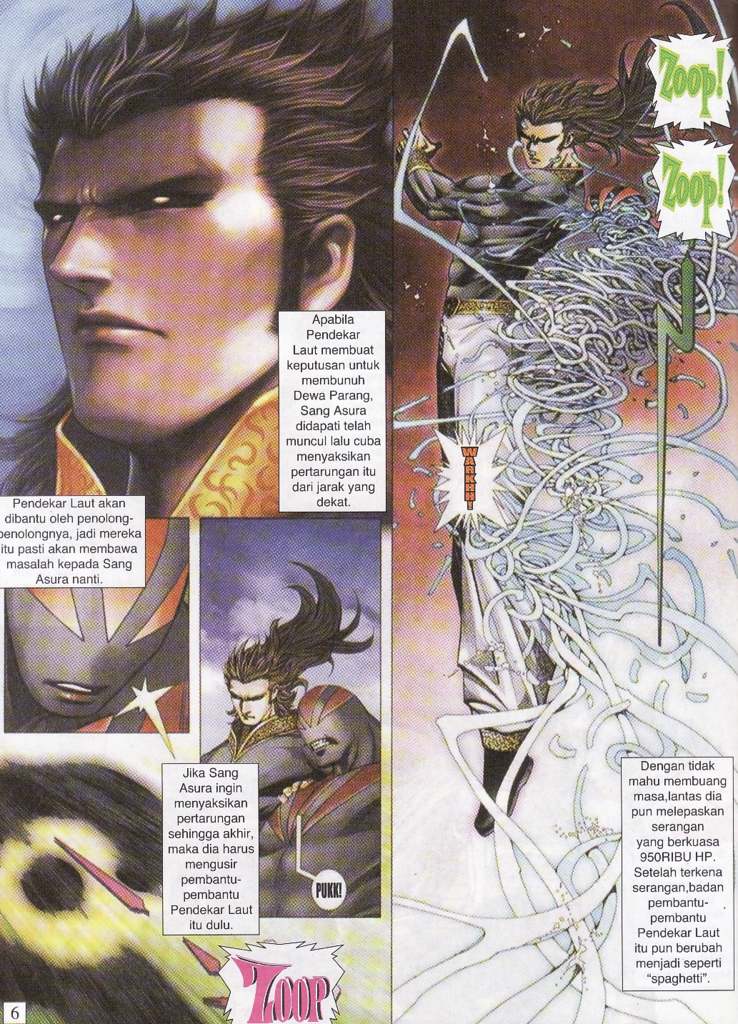 Apabila
Pendekar
Laut membuat
keputusan untuk
membunuh
Dewa Parang,
Sang Asura
didapati telah
muncul lalu cuba
menyaksikan
pertarungan itu
dari jarak yang
dekat.
Pendekar Laut akan
dibantu oleh penolong-
penolongnya, jadi mereka
itu pasti akan membawa
masalah kepada Sang
Asura nanti.
Jika Sang
Asura ingin
menyaksikan
pertarungan
sehingga akhir,
maka dia harus
mengusir
pembantu-
pembantu
Pendekar Laut
itu dulu.
PUKK!
ZOOP
6
ZOOP!
ZOOP!
WARKHH!
Dengan tidak
mahu membuang
masa,lantas dia
pun melepaskan
serangan
yang berkuasa
950RIBU HP.
Setelah terkena
serangan,badan
pembantu-
pembantu
Pendekar Laut
itu pun berubah
menjadi seperti
“spaghetti”.